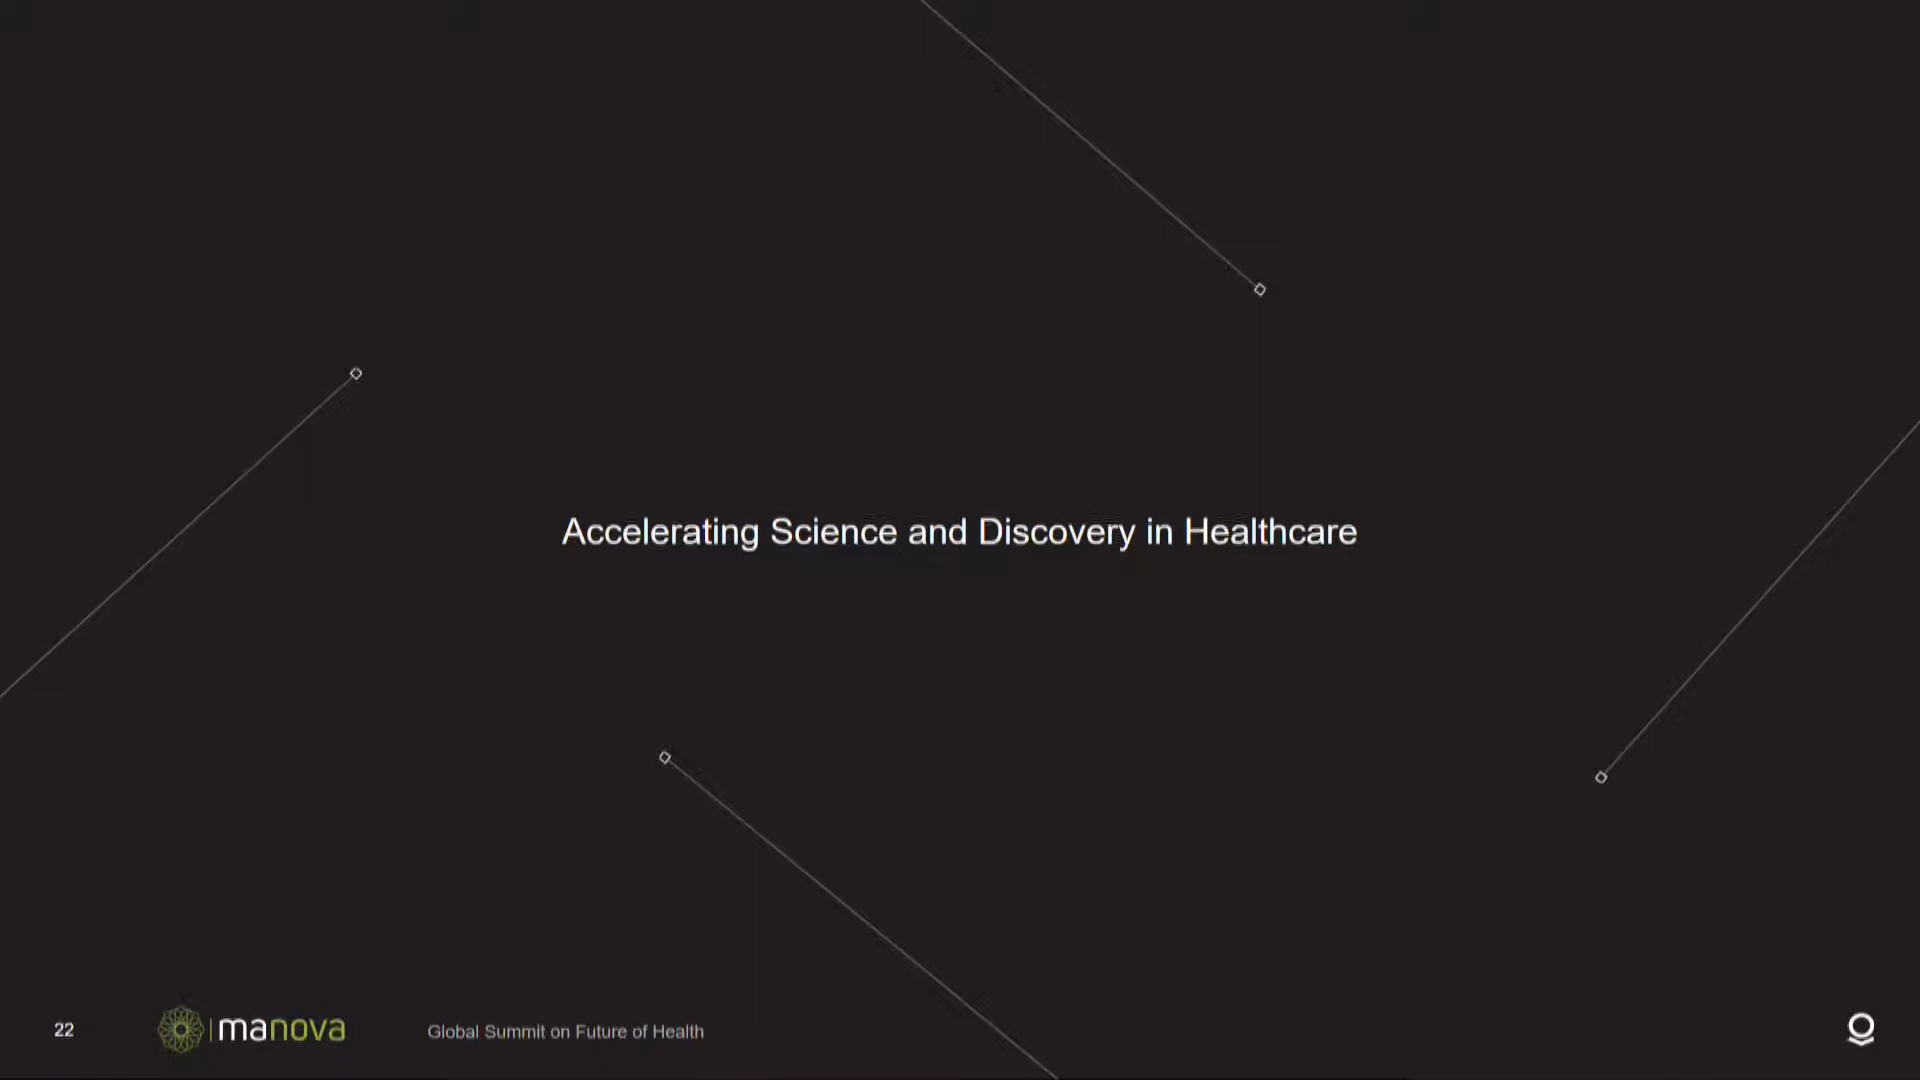 Accelerating Science and Discovery in Healthcare
22
manova
Global Summit on Future of Health